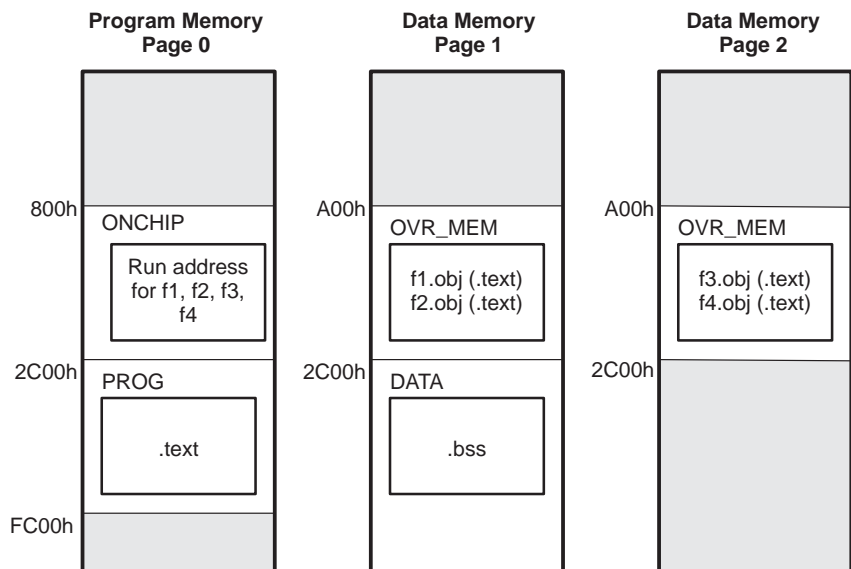 Program Memory
Page 0
Data Memory
Page 1
Data Memory
Page 2
800h
ONCHIP
Run address
for f1, f2, f3,
f4
2C00h
PROG
.text
FC00h
A00h
OVR_MEM
f1.obj (.text)
f2.obj (.text)
2C00h
DATA
.bss
A00h
OVR_MEM
f3.obj (.text)
f4.obj (.text)
2C00h